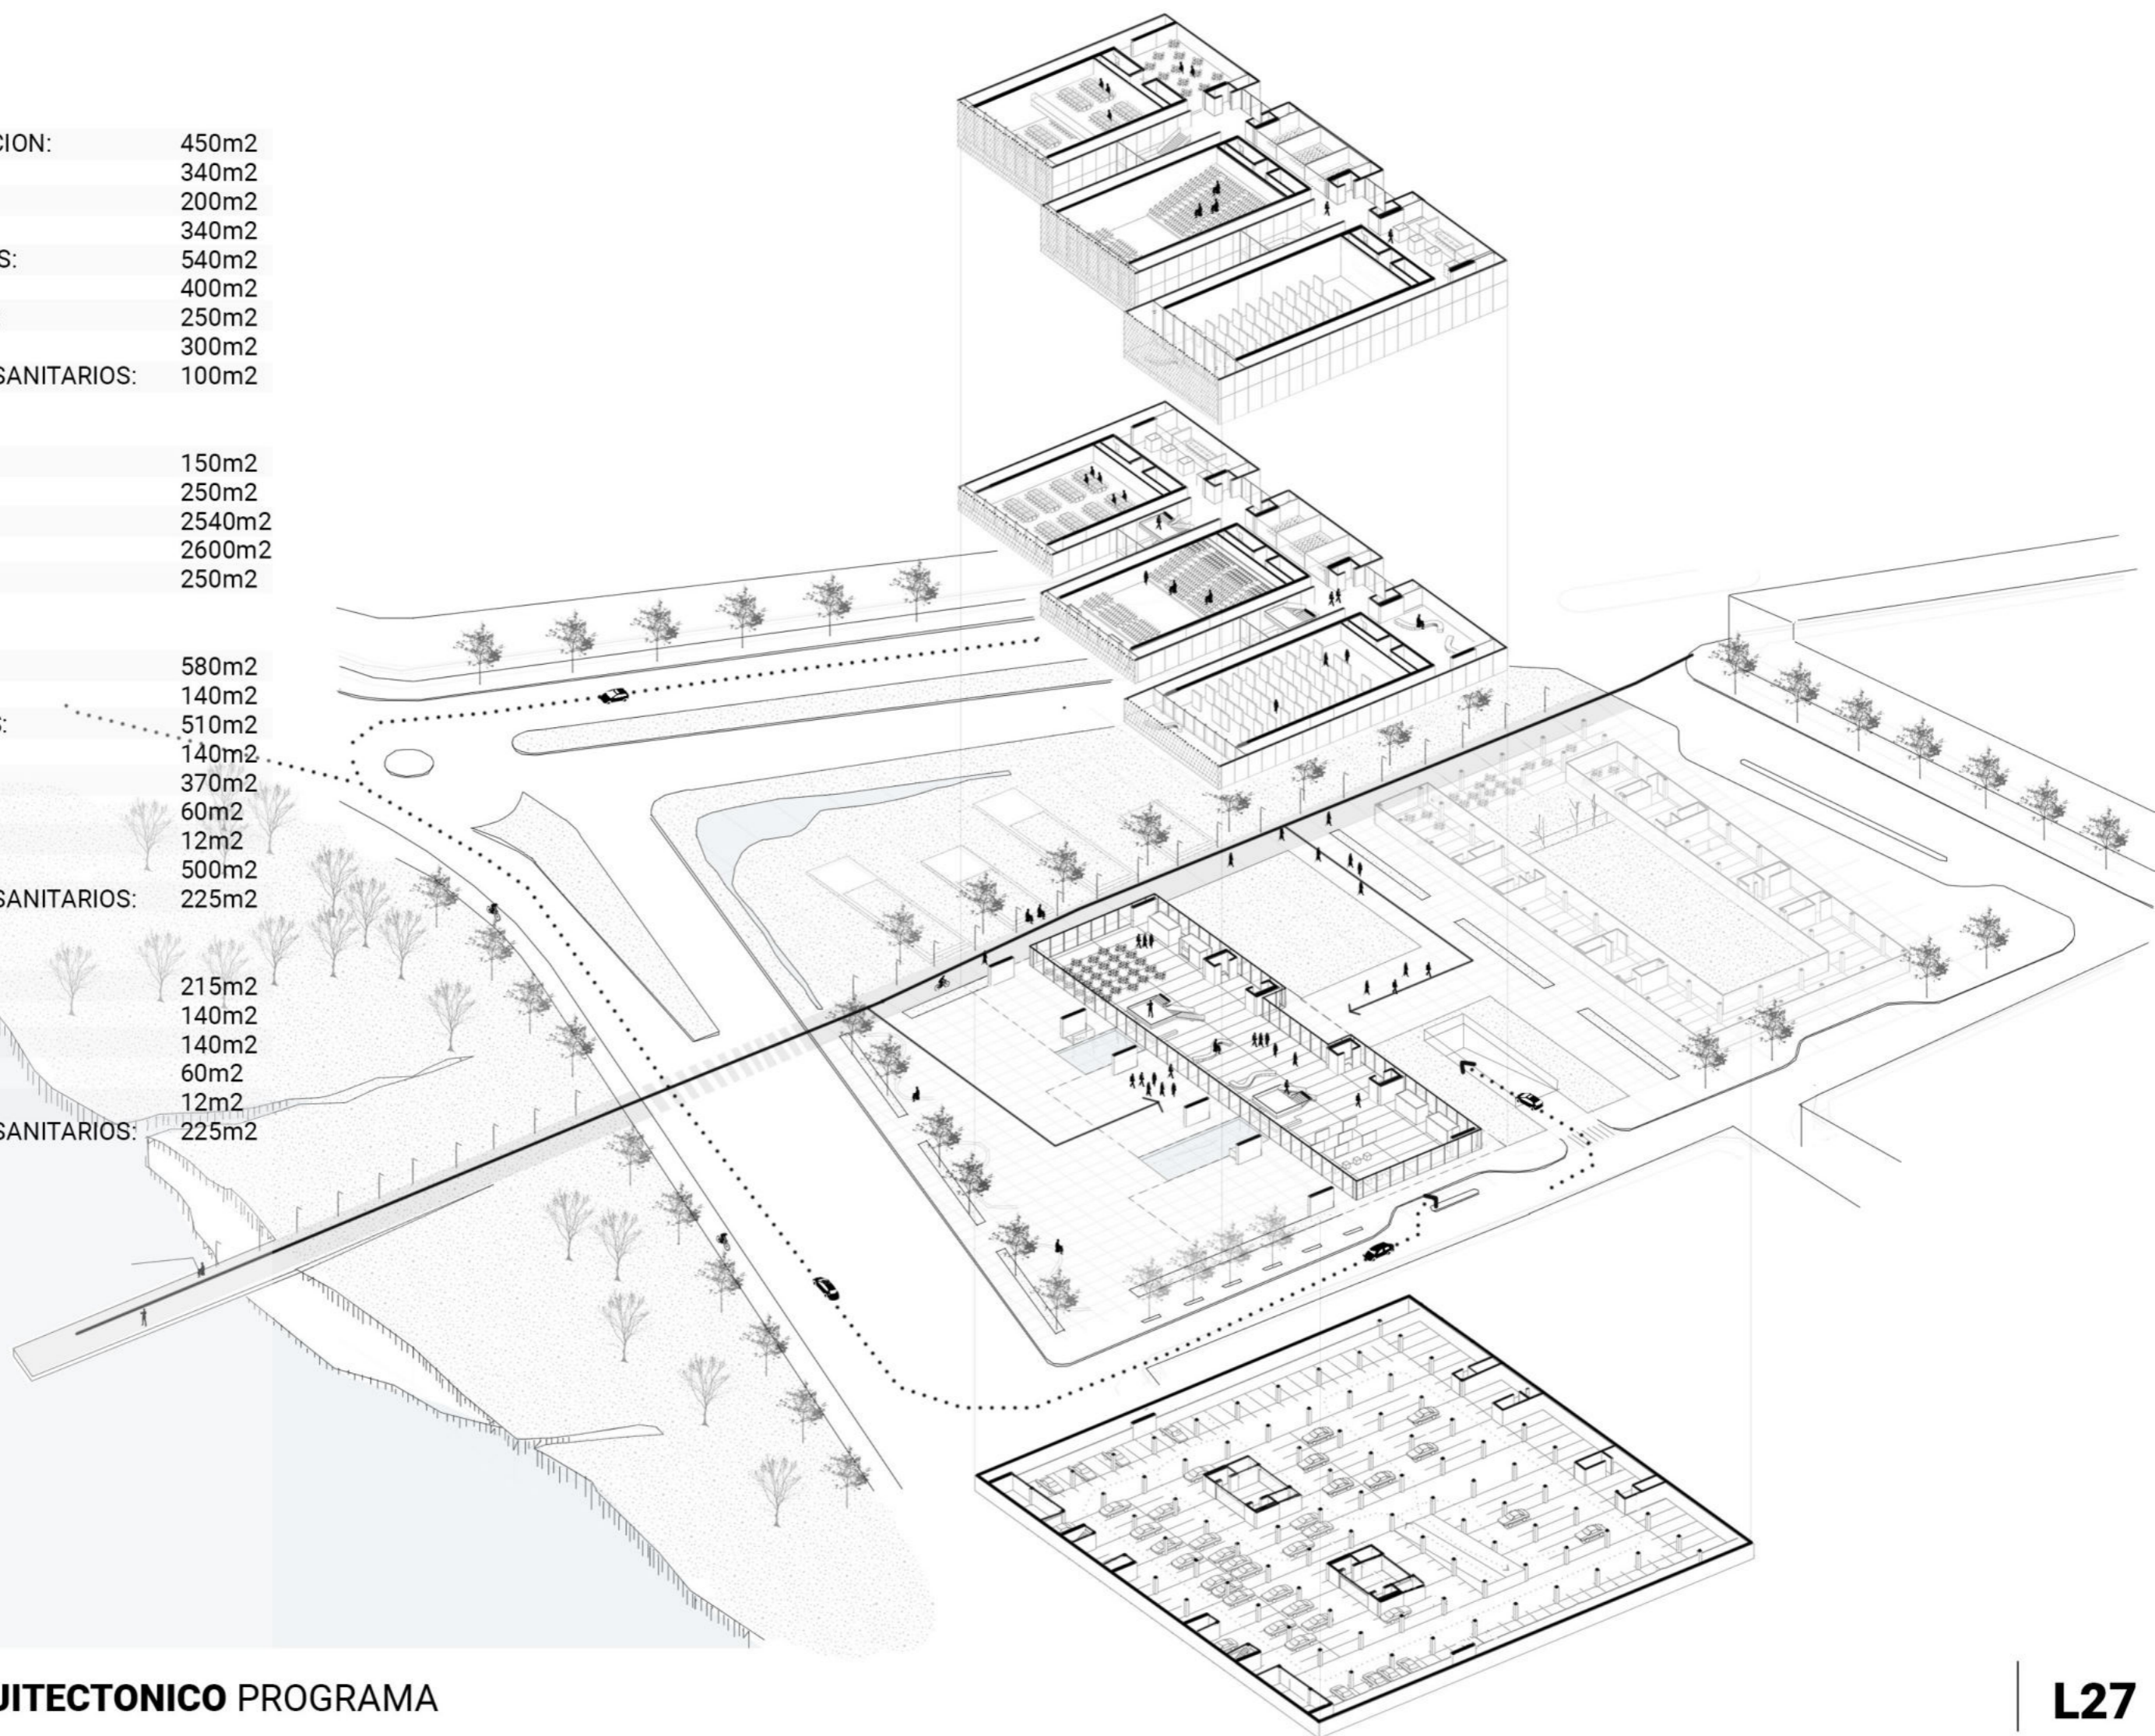 CION: 450m2
340m2
200m2
340m2
S: 540m2
400m2
: 250m2
300m2
SANITARIOS: 100m2
150m2
250m2
2540m2
2600m2
250m2
580m2
140m2
S: 510m2
140m2
370m2
60m2
12m2
500m2
SANITARIOS: 225m2
215m2
140m2
140m2
60m2
12m2
SANITARIOS: 225m2
UITECTONICO PROGRAMA
L27